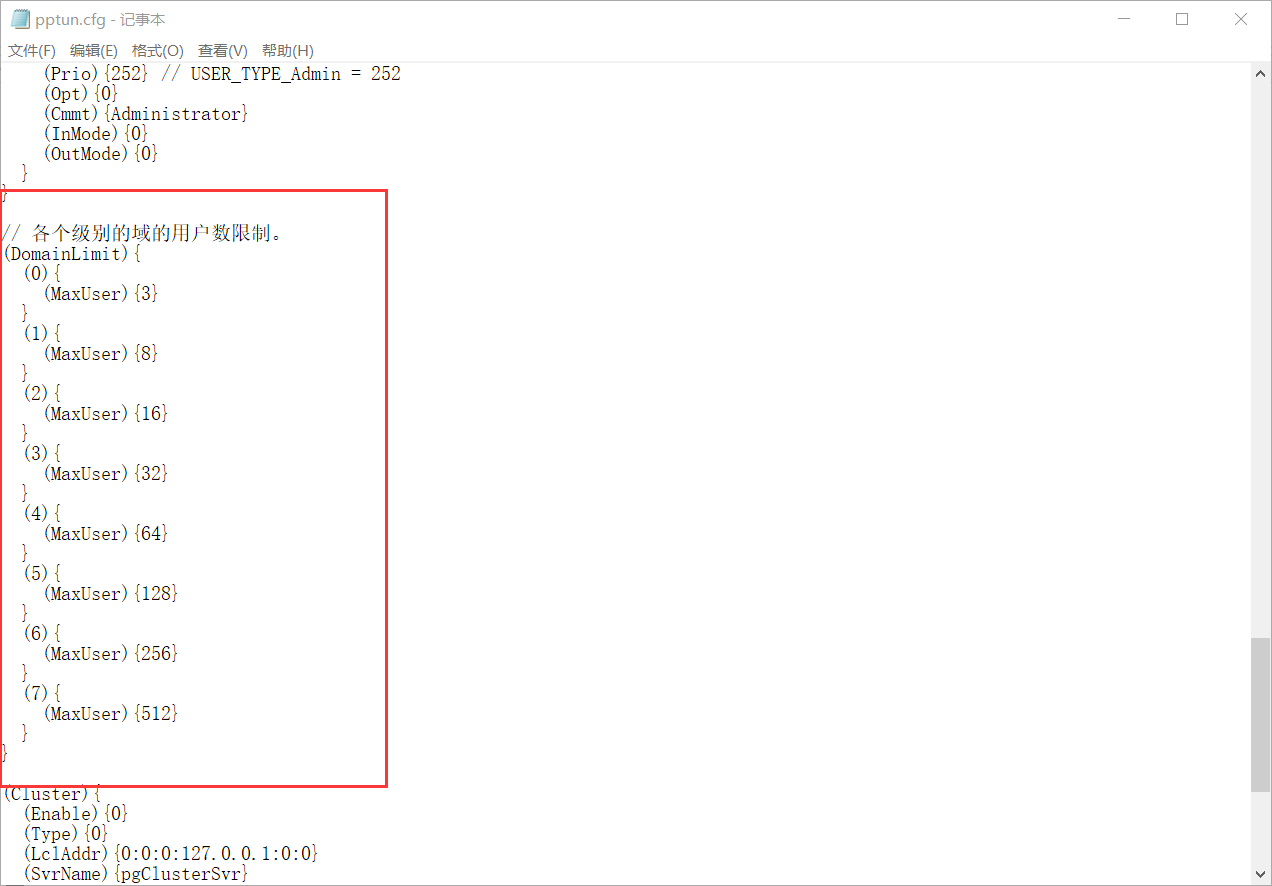 pptun.cfg - 记事本
文件(F) 编辑(E) 格式(O) 查看(V) 帮助(H)
(Prio){252} // USER_TYPE_Admin = 252
(Opt){0}
(Cmmt){Administrator}
(InMode){0}
(OutMode){0}
}
}
// 各个级别的域的用户数限制。
(DomainLimit){
(0){
(MaxUser){3}
}
(1){
(MaxUser){8}
}
(2){
(MaxUser){16}
}
(3){
(MaxUser){32}
}
(4){
(MaxUser){64}
}
(5){
(MaxUser){128}
}
(6){
(MaxUser){256}
}
(7){
(MaxUser){512}
}
}
(Cluster){
(Enable){0}
(Type){0}
(LclAddr){0:0:0:127.0.0.1:0:0}
(SvrName){pgClusterSvr}